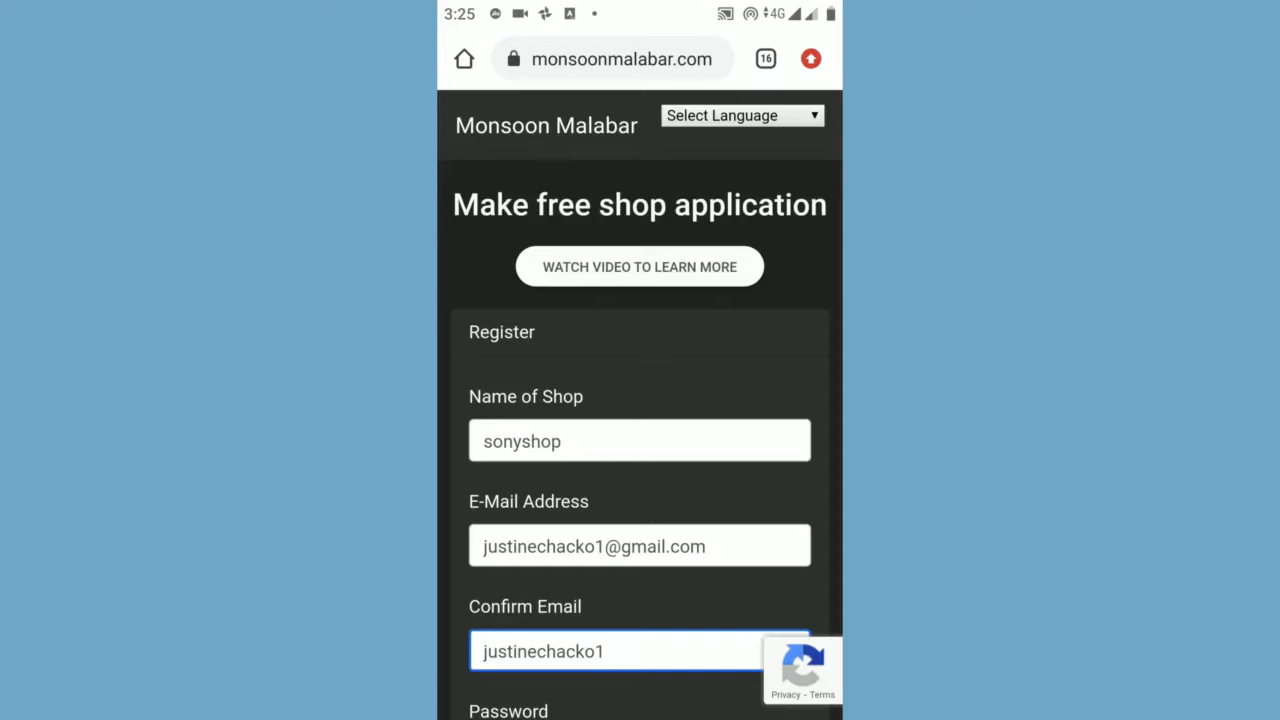 3:25
4G
monsoonmalabar.com
16
Monsoon Malabar
Select Language
Make free shop application
WATCH VIDEO TO LEARN MORE
Register
Name of Shop
sonyshop
E-Mail Address
justinechacko1@gmail.com
Confirm Email
justinechacko1
Privacy - Terms
Password